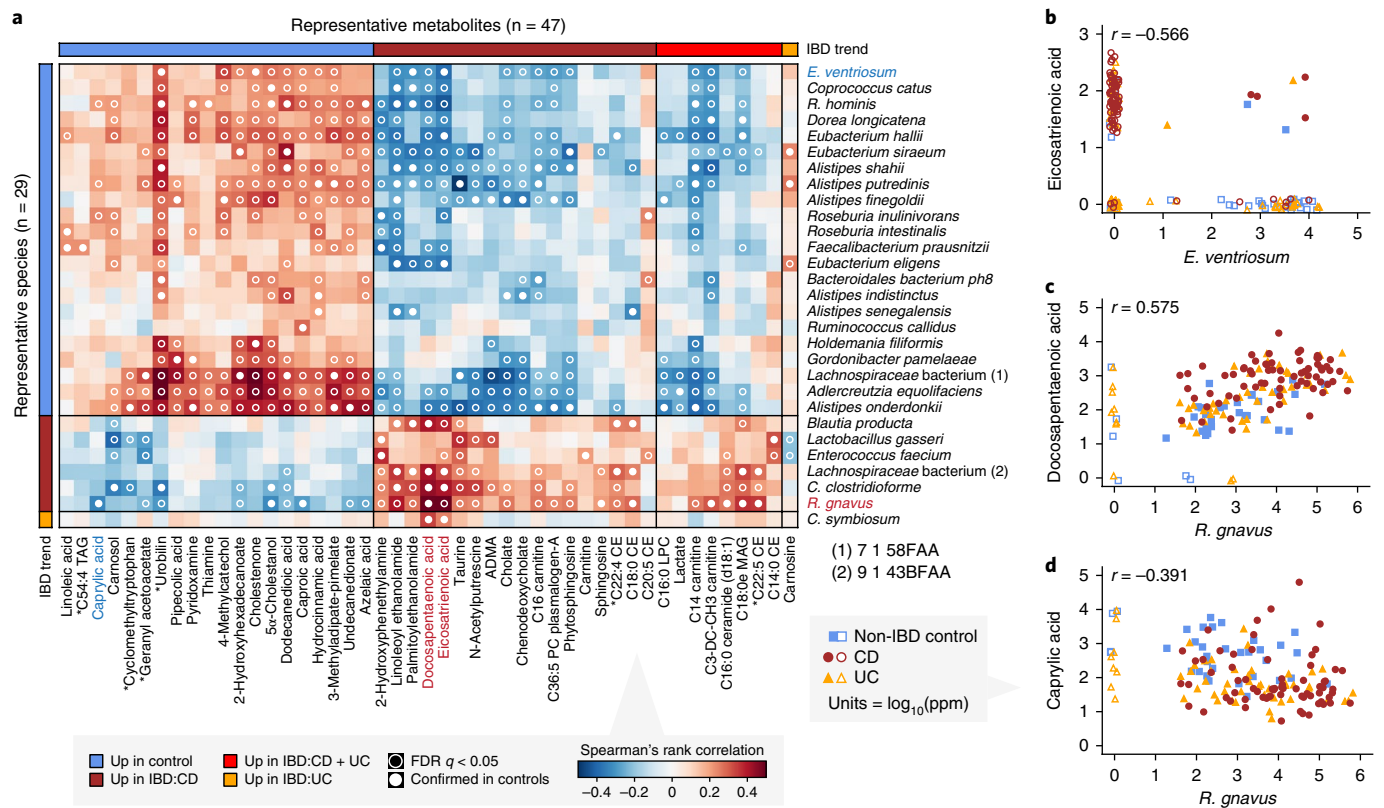 a
Representative metabolites (n = 47)
IBD trend
Representative species (n = 29)
E. ventriosum
Coprococcus catus
R. hominis
Dorea longicatena
Eubacterium hallii
Eubacterium siraeum
Alistipes shahii
Alistipes putredinis
Alistipes finegoldii
Roseburia inulinivorans
Roseburia intestinalis
Faecalibacterium prausnitzii
Eubacterium eligens
Bacteroidales bacterium ph8
Alistipes indistinctus
Alistipes senegalensis
Ruminococcus callidus
Holdemania filiformis
Gordonibacter pamelaeae
Lachnospiraceae bacterium (1)
Adlercreutzia equolifaciens
Alistipes onderdonkii
Blautia producta
Lactobacillus gasseri
Enterococcus faecium
Lachnospiraceae bacterium (2)
C. clostridioforme
R. gnavus
C. symbiosum
(1) 7 1 58FAA
(2) 9 1 43BFAA
IBD trend
Linoleic acid
*C54:4 TAG
Caprylic acid
Carnosol
*Cyclomethyltryptophan
*Geranyl acetoacetate
*Urobilin
Pipecolic acid
Pyridoxamine
Thiamine
4-Methylcatechol
2-Hydroxyhexadecanoate
Cholestenone
5α-Cholestanol
Dodecanedioic acid
Caproic acid
Hydrocinnamic acid
3-Methyladipate-pimelate
Undecanedionate
Azelaic acid
2-Hydroxyphenethylamine
Linoleoyl ethanolamide
Palmitoylethanolamide
Docosapentaenoic acid
Eicosatrienoic acid
Taurine
N-Acetylputrescine
ADMA
Cholate
Chenodeoxycholate
C16 carnitine
C36:5 PC plasmalogen-A
Phytosphingosine
Carnitine
Sphingosine
*C22:4 CE
C18:0 CE
C20:5 CE
C16:0 LPC
Lactate
C14 carnitine
C3-DC-CH3 carnitine
C16:0 ceramide (d18:1)
C18:0e MAG
*C22:5 CE
C14:0 CE
Carnosine
Up in control
Up in IBD:CD
Up in IBD:CD + UC
Up in IBD:UC
FDR q < 0.05
Confirmed in controls
Spearman's rank correlation
−0.4 −0.2 0 0.2 0.4
Non-IBD control
CD
UC
Units = log10(ppm)
b
r = −0.566
Eicosatrienoic acid
3
2
1
0
0 1 2 3 4 5
E. ventriosum
c
r = 0.575
Docosapentaenoic acid
5
4
3
2
1
0
0 1 2 3 4 5 6
R. gnavus
d
r = −0.391
Caprylic acid
5
4
3
2
1
0
0 1 2 3 4 5 6
R. gnavus